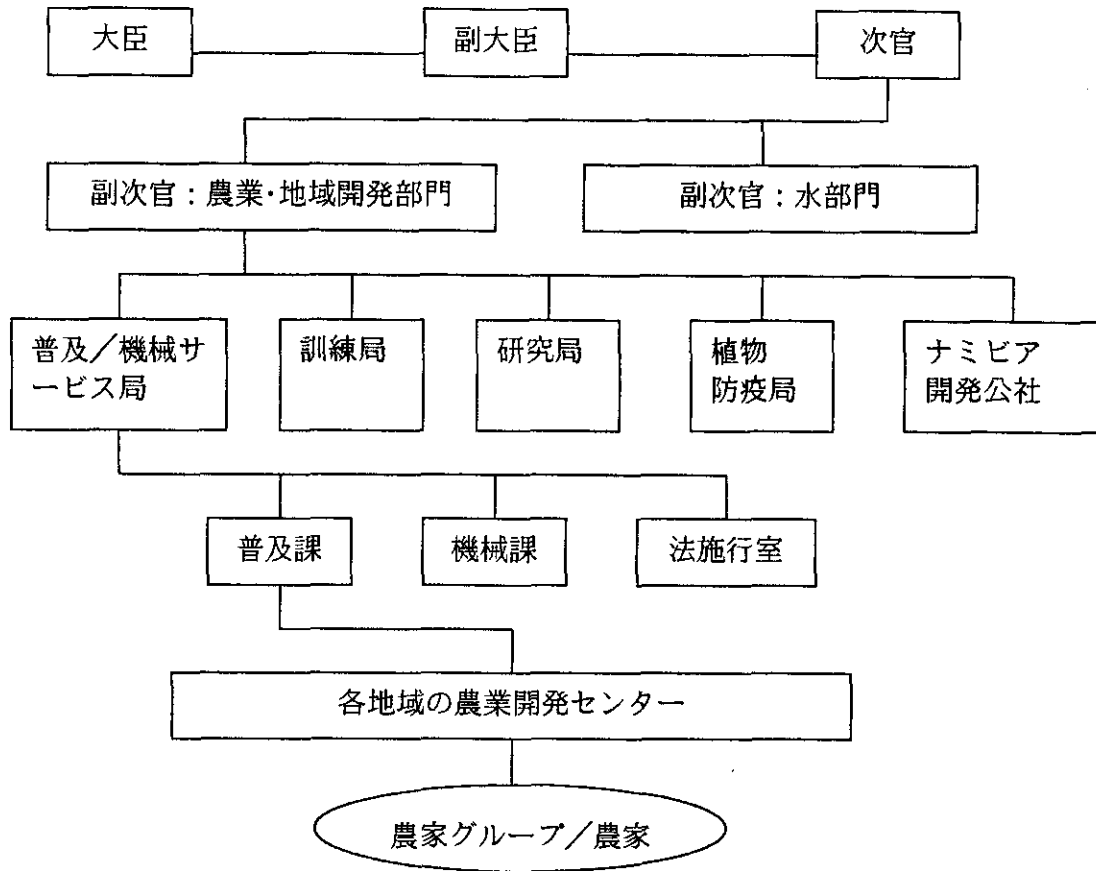 大臣
副大臣
次官
副次官：農業・地域開発部門
副次官：水部門
普及／機械サ
ービス局
訓練局
研究局
植物
防疫局
ナミビア
開発公社
普及課
機械課
法施行室
各地域の農業開発センター
農家グループ／農家